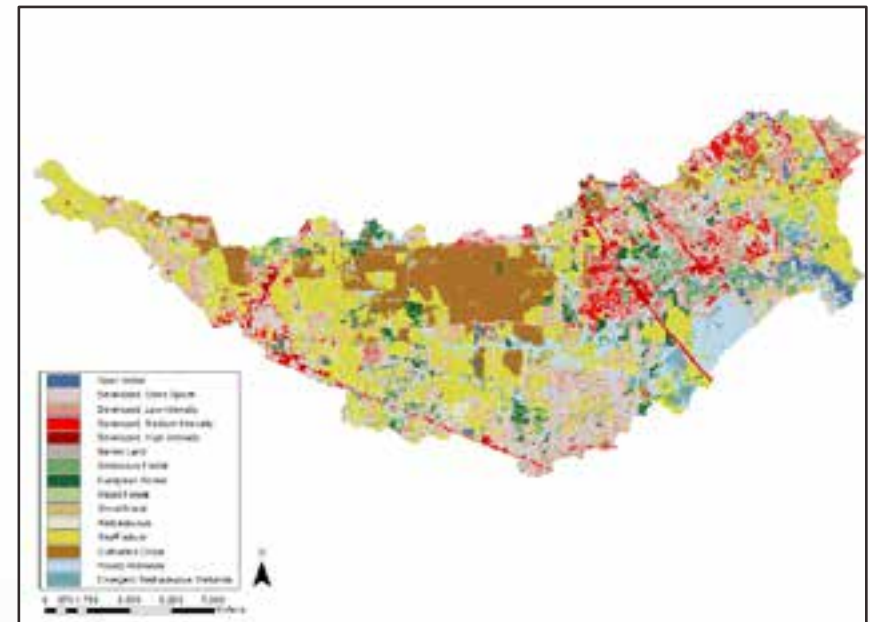 Open Water
Developed, Open Space
Developed, Low Intensity
Developed, Medium Intensity
Developed, High Intensity
Barren Land
Deciduous Forest
Evergreen Forest
Mixed Forest
Shrub/Scrub
Herbaceous
Hay/Pasture
Cultivated Crops
Woody Wetlands
Emergent Herbaceous Wetlands